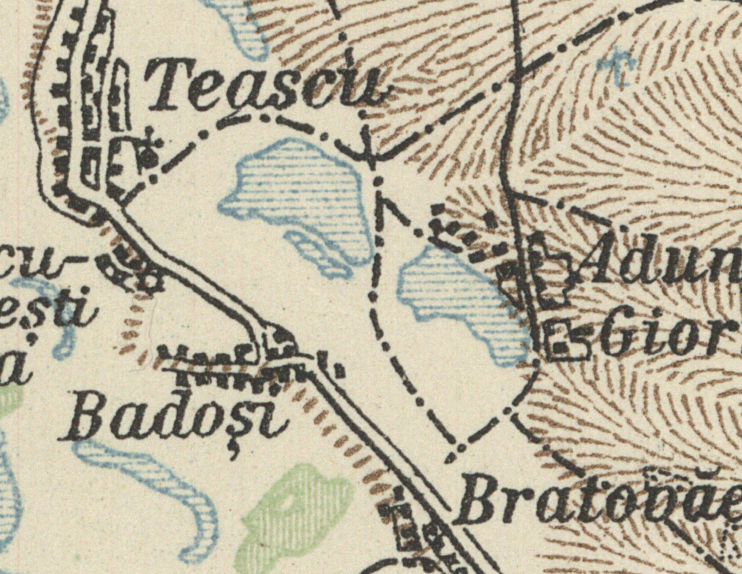 Teascu
cu-
ești
a
Adun
Gior
Badoși
Bratovăe